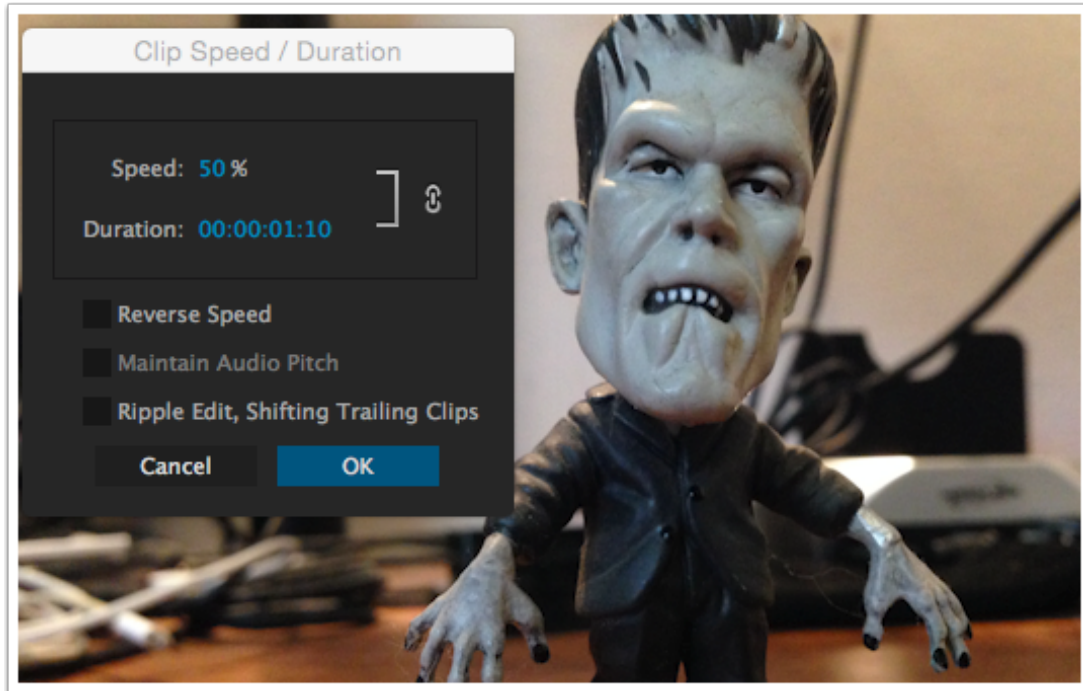 Clip Speed / Duration
Speed: 50 %
Duration: 00:00:01:10
Reverse Speed
Maintain Audio Pitch
Ripple Edit, Shifting Trailing Clips
Cancel
OK